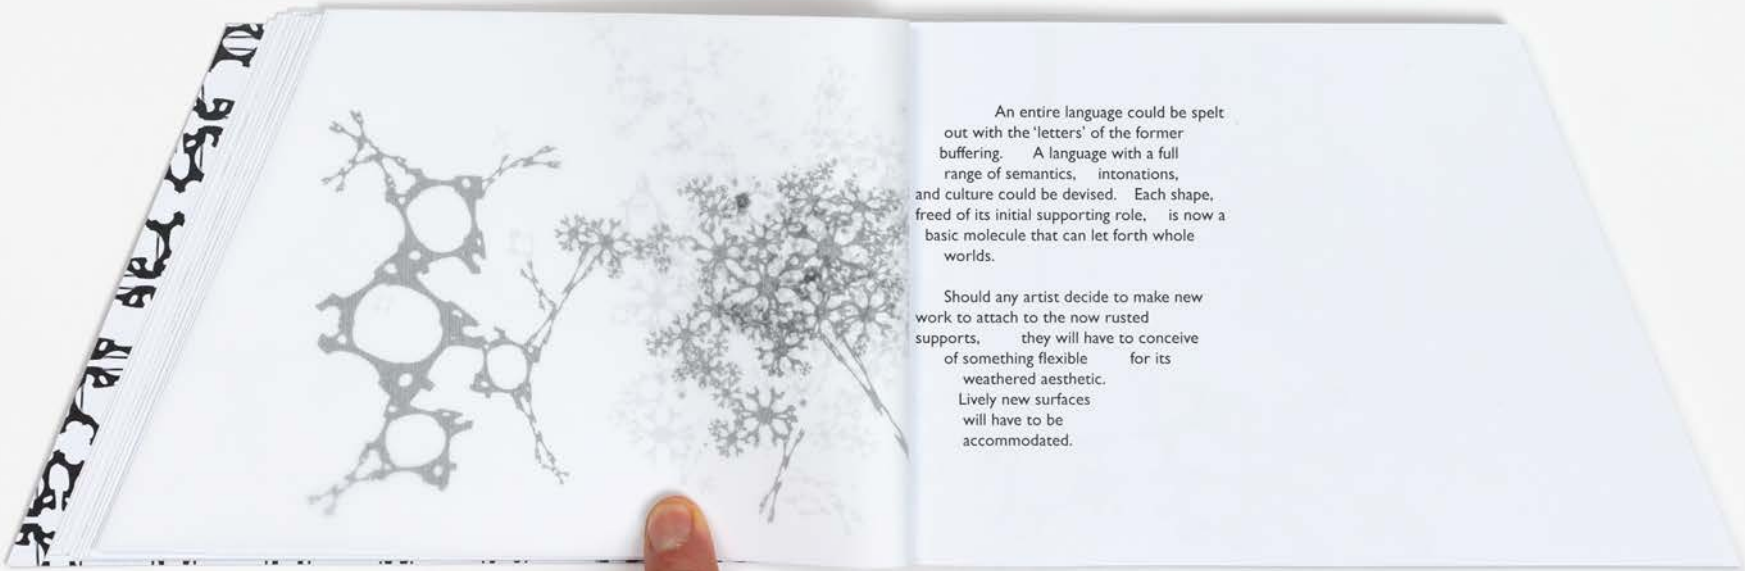 An entire language could be spelt
out with the ‘letters’ of the former
buffering. A language with a full
range of semantics, intonations,
and culture could be devised. Each shape,
freed of its initial supporting role, is now a
basic molecule that can let forth whole
worlds.
Should any artist decide to make new
work to attach to the now rusted
supports, they will have to conceive
of something flexible for its
weathered aesthetic.
Lively new surfaces
will have to be
accommodated.